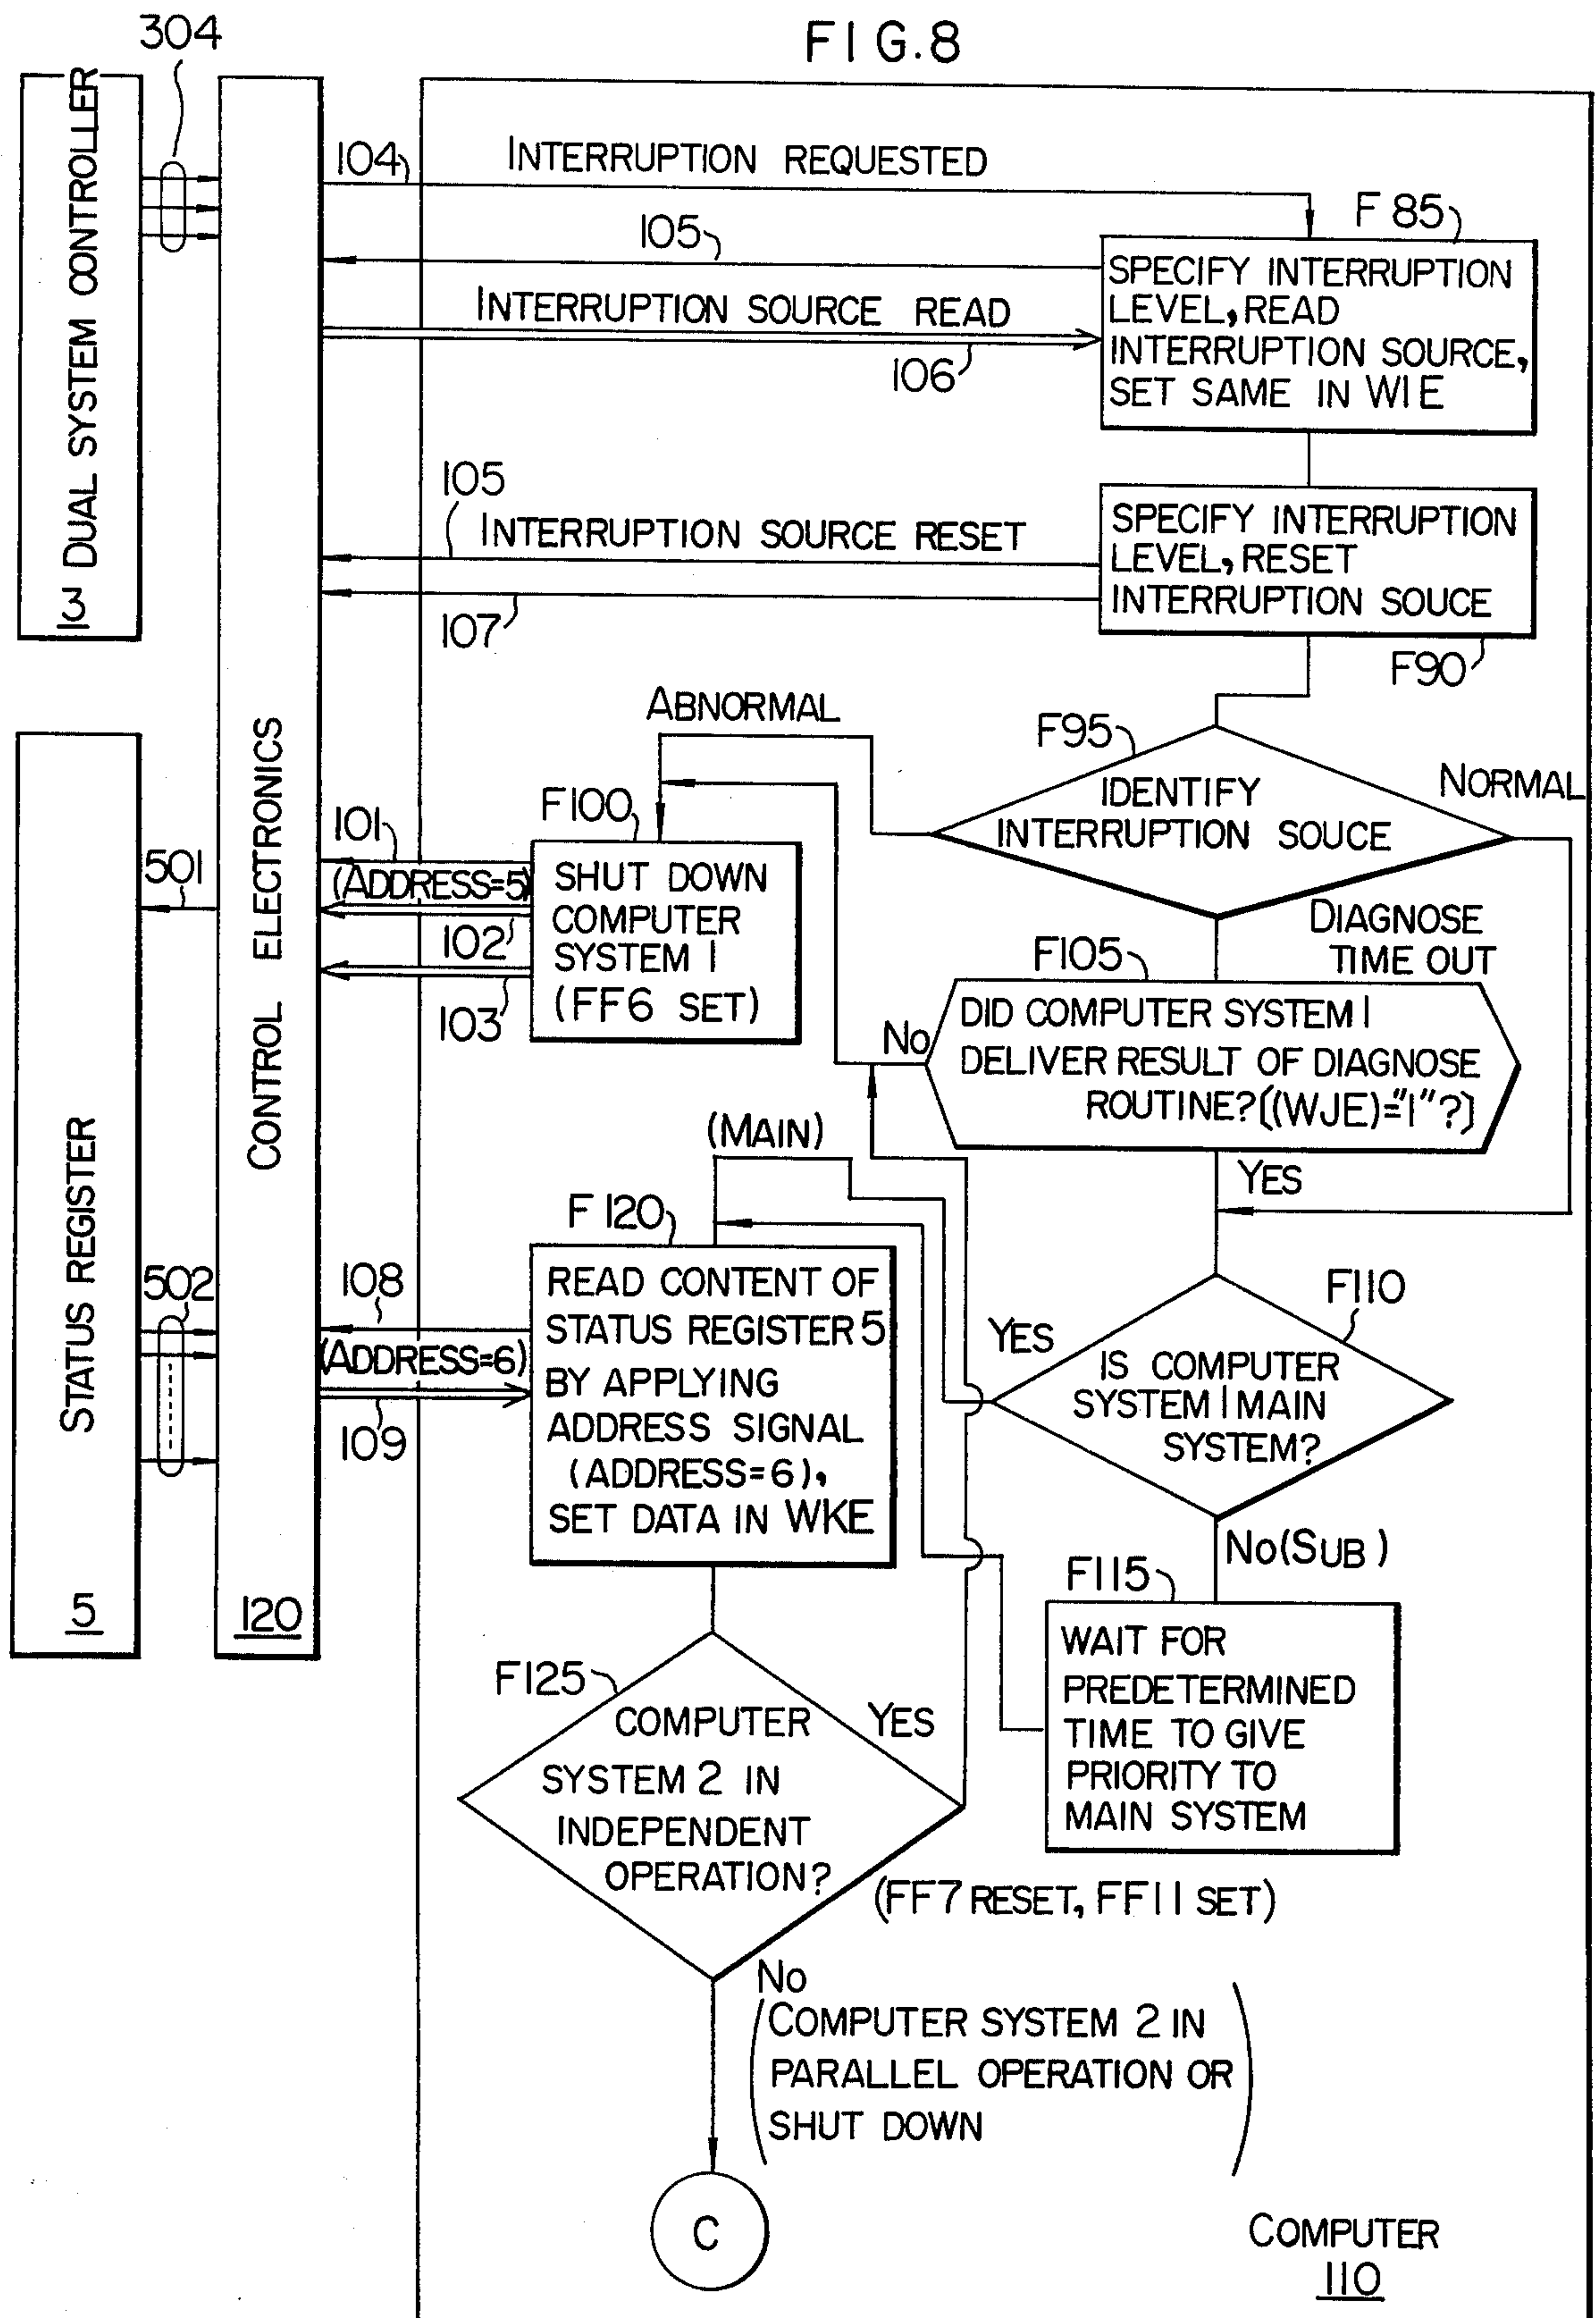 FIG.8
304
3 DUAL SYSTEM CONTROLLER
104
INTERRUPTION REQUESTED
F 85
105
SPECIFY INTERRUPTION
LEVEL, READ
INTERRUPTION SOURCE,
SET SAME IN WIE
INTERRUPTION SOURCE READ
106
105
INTERRUPTION SOURCE RESET
107
SPECIFY INTERRUPTION
LEVEL, RESET
INTERRUPTION SOUCE
F90
ABNORMAL
F95
IDENTIFY
INTERRUPTION SOUCE
NORMAL
CONTROL ELECTRONICS
120
F100
101
501
(ADDRESS=5)
102
103
SHUT DOWN
COMPUTER
SYSTEM 1
(FF6 SET)
DIAGNOSE
TIME OUT
F105
NO
DID COMPUTER SYSTEM 1
DELIVER RESULT OF DIAGNOSE
ROUTINE? [(WJE)="1"?]
YES
(MAIN)
STATUS REGISTER
5
F 120
502
108
(ADDRESS=6)
109
READ CONTENT OF
STATUS REGISTER 5
BY APPLYING
ADDRESS SIGNAL
(ADDRESS=6),
SET DATA IN WKE
F110
YES
IS COMPUTER
SYSTEM 1 MAIN
SYSTEM?
NO(SUB)
F115
WAIT FOR
PREDETERMINED
TIME TO GIVE
PRIORITY TO
MAIN SYSTEM
F125
COMPUTER
SYSTEM 2 IN
INDEPENDENT
OPERATION?
YES
(FF7 RESET, FF11 SET)
NO
(COMPUTER SYSTEM 2 IN
PARALLEL OPERATION OR
SHUT DOWN)
C
COMPUTER
110